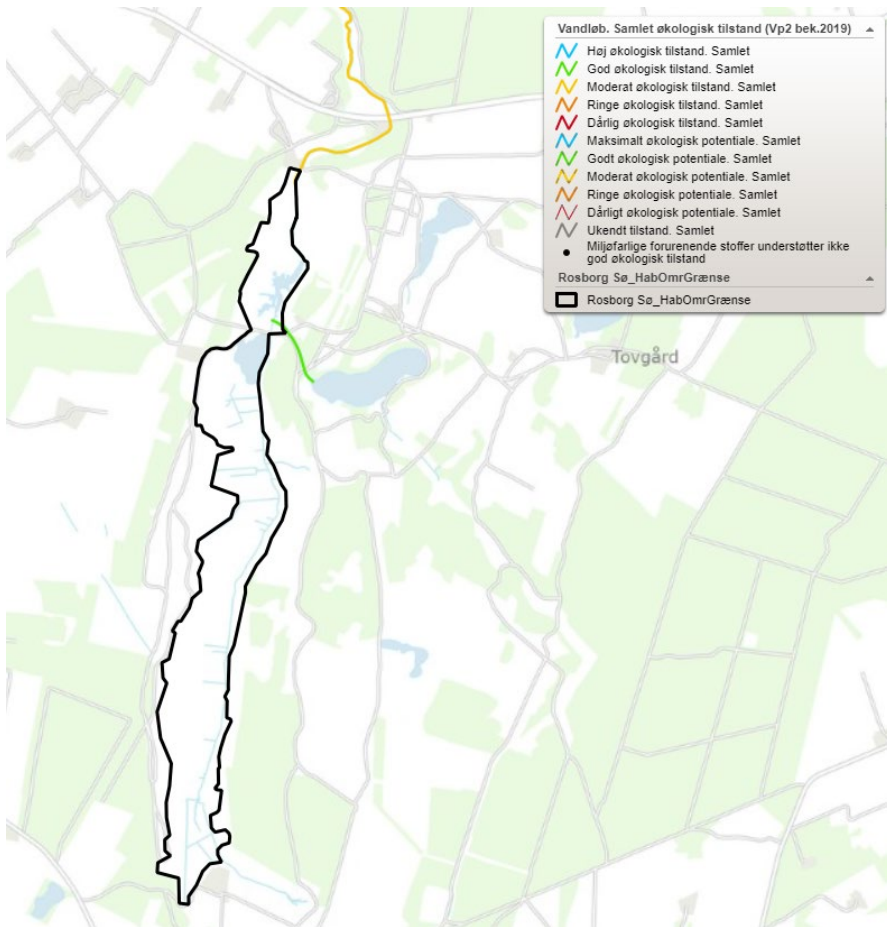 Vandløb. Samlet økologisk tilstand (Vp2 bek.2019)
Høj økologisk tilstand. Samlet
God økologisk tilstand. Samlet
Moderat økologisk tilstand. Samlet
Ringe økologisk tilstand. Samlet
Dårlig økologisk tilstand. Samlet
Maksimalt økologisk potentiale. Samlet
Godt økologisk potentiale. Samlet
Moderat økologisk potentiale. Samlet
Ringe økologisk potentiale. Samlet
Dårligt økologisk potentiale. Samlet
Ukendt tilstand. Samlet
Miljøfarlige forurenende stoffer understøtter ikke
god økologisk tilstand
Rosborg Sø_HabOmrGrænse
Rosborg Sø_HabOmrGrænse
Tovgård